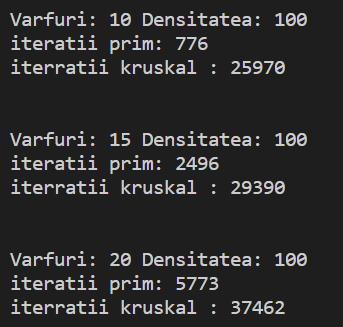 Varfuri: 10 Densitatea: 100
iteratii prim: 776
iterratii kruskal : 25970
Varfuri: 15 Densitatea: 100
iteratii prim: 2496
iterratii kruskal : 29390
Varfuri: 20 Densitatea: 100
iteratii prim: 5773
iterratii kruskal : 37462